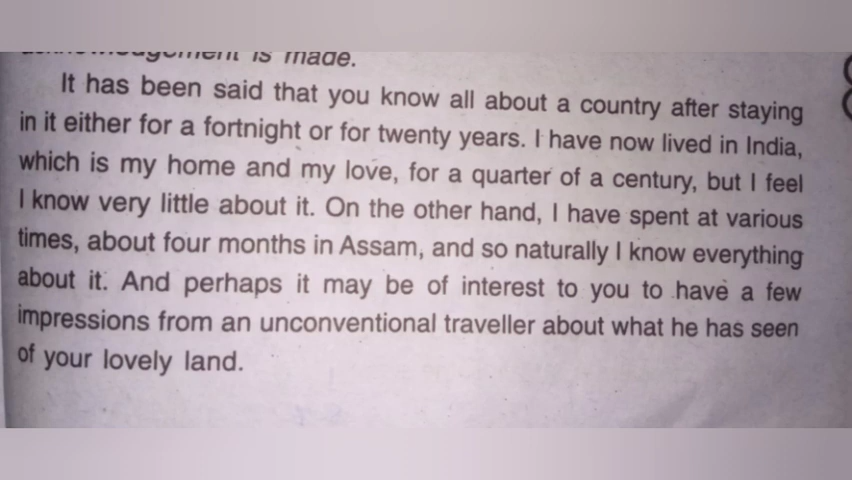 is made.
It has been said that you know all about a country after staying
in it either for a fortnight or for twenty years. I have now lived in India,
which is my home and my love, for a quarter of a century, but I feel
I know very little about it. On the other hand, I have spent at various
times, about four months in Assam, and so naturally I know everything
about it. And perhaps it may be of interest to you to have a few
impressions from an unconventional traveller about what he has seen
of your lovely land.